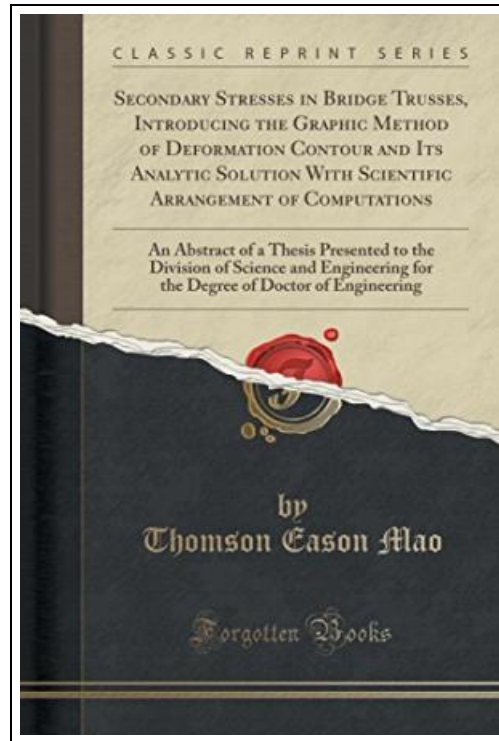 CLASSIC REPRINT SERIES
SECONDARY STRESSES IN BRIDGE TRUSSES,
INTRODUCING THE GRAPHIC METHOD
OF DEFORMATION CONTOUR AND ITS
ANALYTIC SOLUTION WITH SCIENTIFIC
ARRANGEMENT OF COMPUTATIONS
An Abstract of a Thesis Presented to the
Division of Science and Engineering for
the Degree of Doctor of Engineering
by
Thomson Eason Mao
Forgotten Books